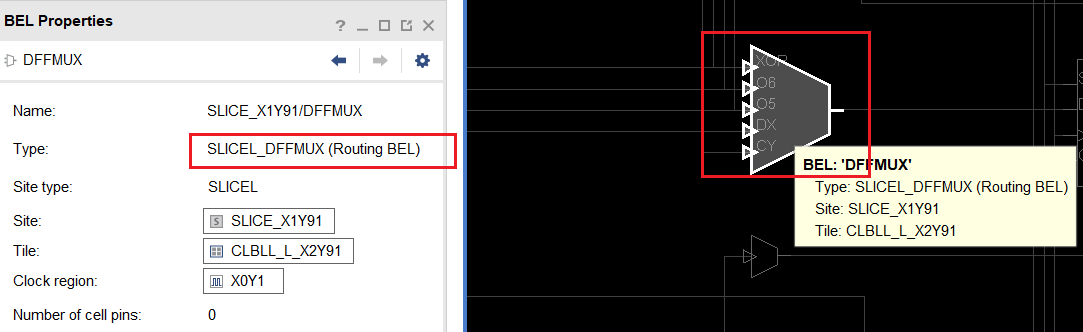 BEL Properties
?
DFFMUX
Name: SLICE_X1Y91/DFFMUX
Type: SLICEL_DFFMUX (Routing BEL)
Site type: SLICEL
Site: S SLICE_X1Y91
Tile: CLBLL_L_X2Y91
Clock region: X0Y1
Number of cell pins: 0
XOR
O6
O5
DX
CY
BEL: 'DFFMUX'
Type: SLICEL_DFFMUX (Routing BEL)
Site: SLICE_X1Y91
Tile: CLBLL_L_X2Y91